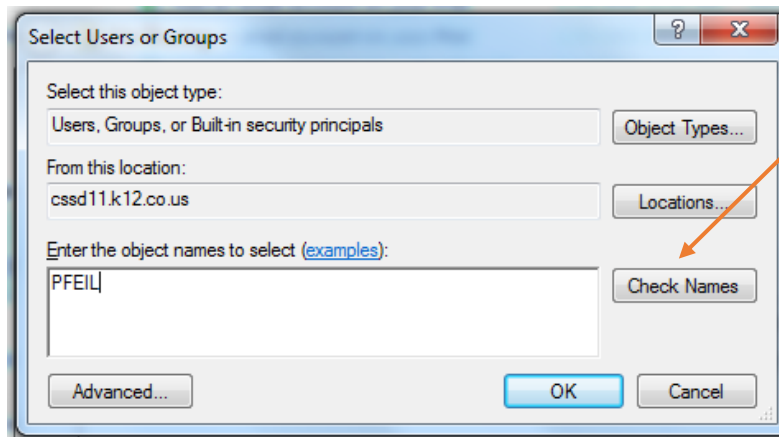 Select Users or Groups
?
X
Select this object type:
Users, Groups, or Built-in security principals
Object Types...
From this location:
cssd11.k12.co.us
Locations...
Enter the object names to select (examples):
PFEIL
Check Names
Advanced...
OK
Cancel